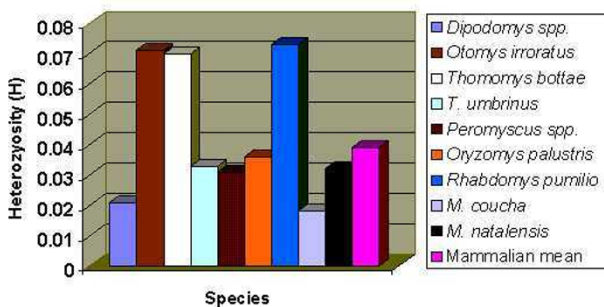 0.08
0.07
0.06
0.05
0.04
0.03
0.02
0.01
0
Heterozyosity (H)
Species
Dipodomys spp.
Otomys irroratus
Thomomys bottae
T. umbrinus
Peromyscus spp.
Oryzomys palustris
Rhabdomys pumilio
M. coucha
M. natalensis
Mammalian mean